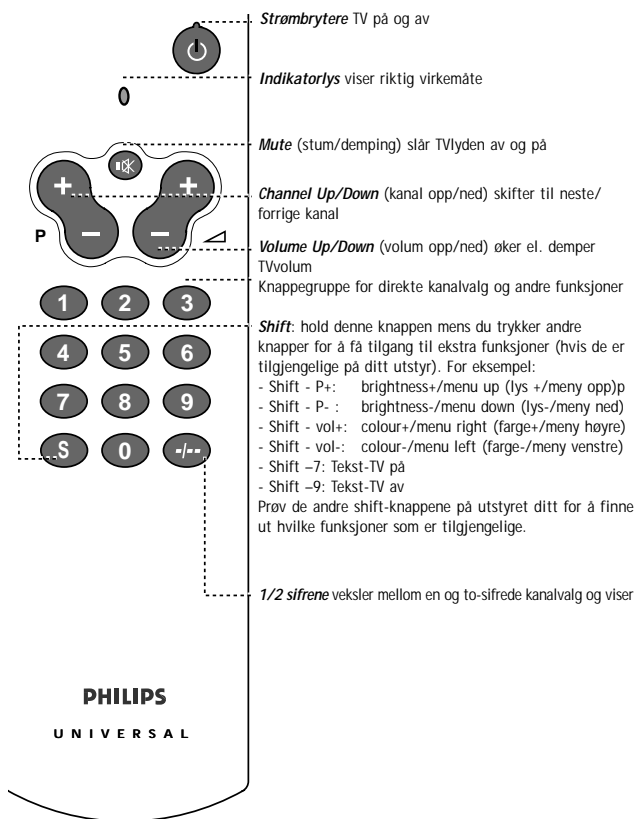 Strømbrytere TV på og av
Indikatorlys viser riktig virkemåte
Mute (stum/demping) slår TVlyden av og på
+ +
Channel Up/Down (kanal opp/ned) skifter til neste/
forrige kanal
P - -
Volume Up/Down (volum opp/ned) øker el. demper
TVvolum
Knappegruppe for direkte kanalvalg og andre funksjoner
1 2 3
4 5 6
7 8 9
S 0 -/--
Shift: hold denne knappen mens du trykker andre
knapper for å få tilgang til ekstra funksjoner (hvis de er
tilgjengelige på ditt utstyr). For eksempel:
- Shift - P+: brightness+/menu up (lys +/meny opp)p
- Shift - P- : brightness-/menu down (lys-/meny ned)
- Shift - vol+: colour+/menu right (farge+/meny høyre)
- Shift - vol-: colour-/menu left (farge-/meny venstre)
- Shift –7: Tekst-TV på
- Shift –9: Tekst-TV av
Prøv de andre shift-knappene på utstyret ditt for å finne
ut hvilke funksjoner som er tilgjengelige.
1/2 sifrene veksler mellom en og to-sifrede kanalvalg og viser
PHILIPS
UNIVERSAL